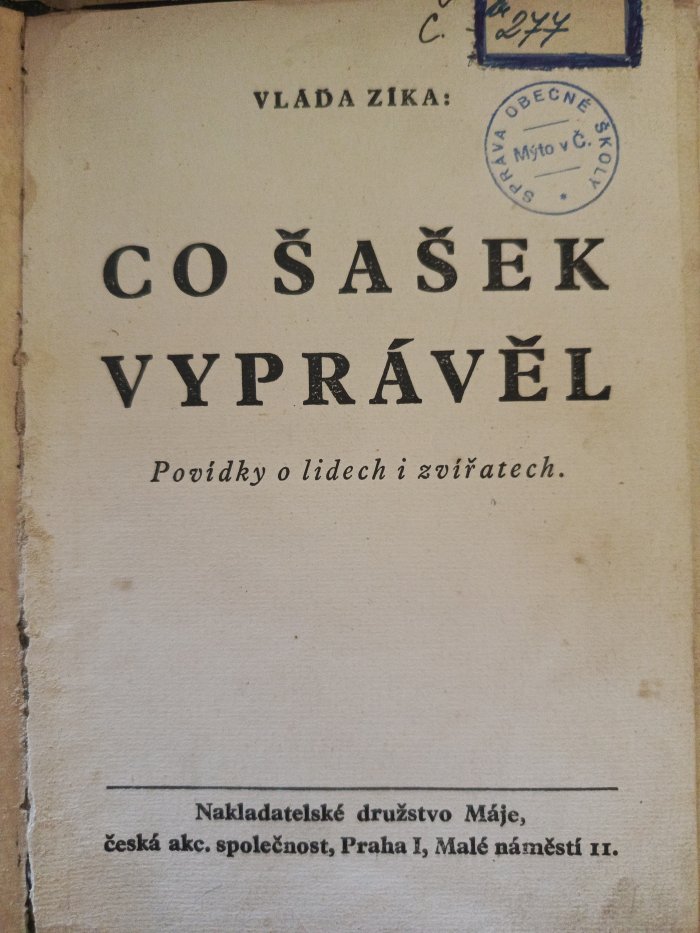 Č. 277
VLAĎA ZÍKA:
SPRÁVA OBECNÉ ŠKOLY
Mýto v Č.
*
CO ŠAŠEK
VYPRÁVĚL
Povídky o lidech i zvířatech.
Nakladatelské družstvo Máje,
česká akc. společnost, Praha I, Malé náměstí 11.